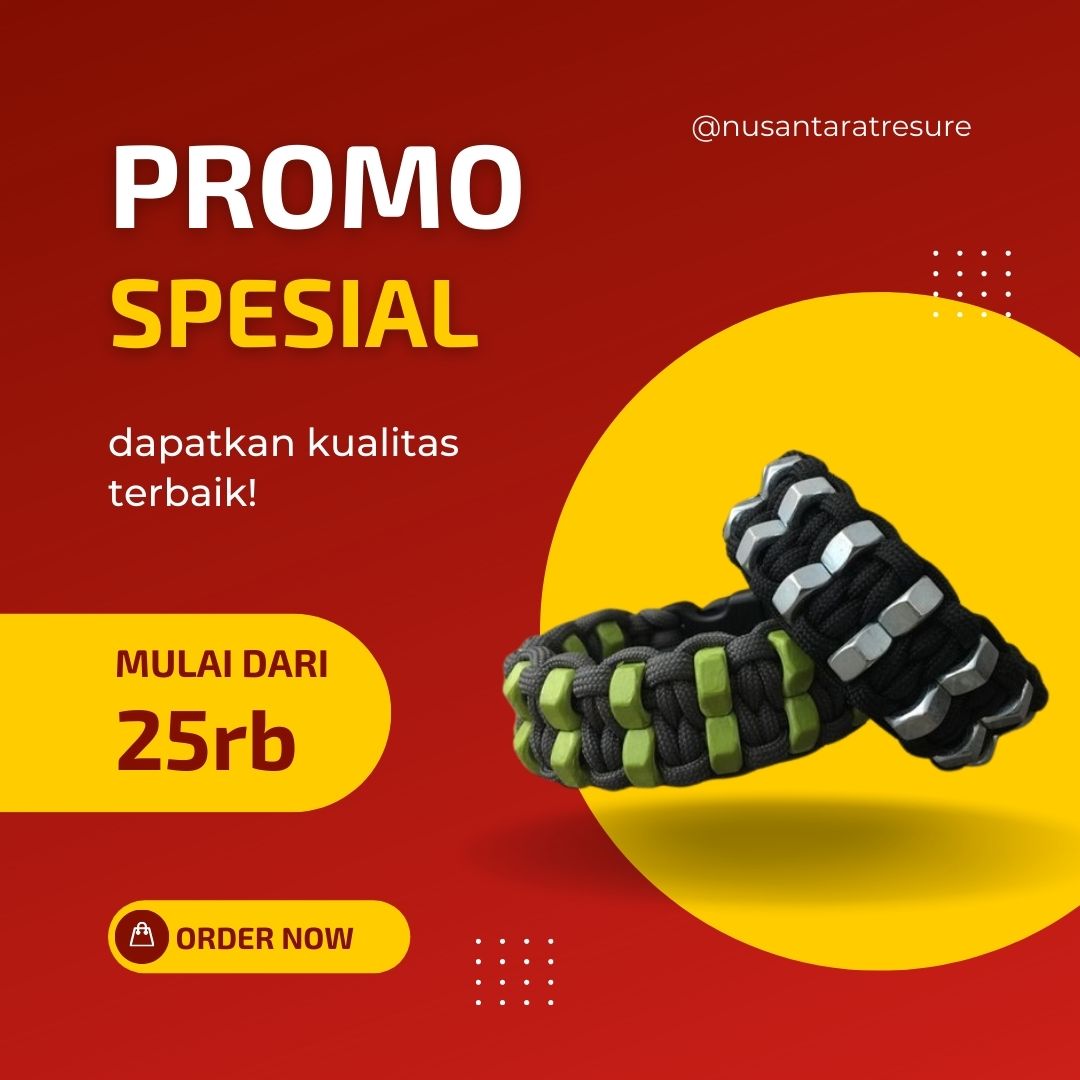 @nusantaratresure
PROMO
SPESIAL
dapatkan kualitas
terbaik!
MULAI DARI
25rb
ORDER NOW